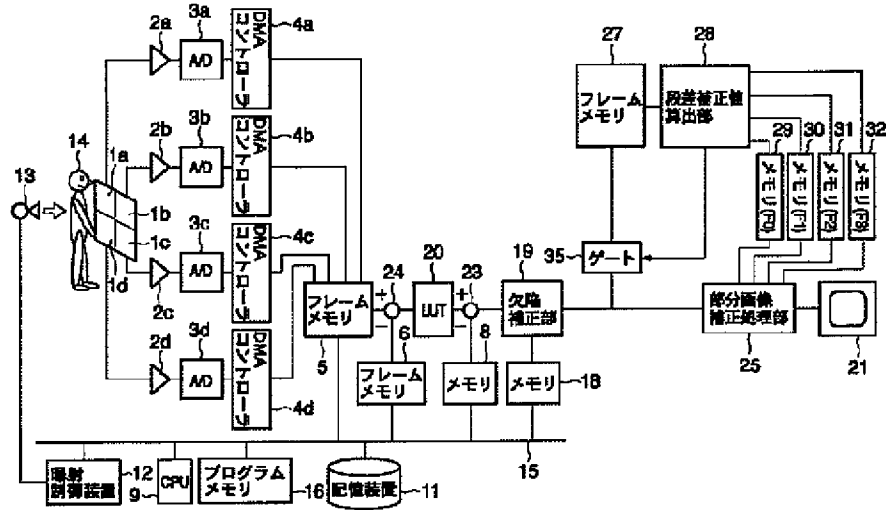 2a
3a
A/D
DMA
コントローラ
4a
2b
3b
A/D
DMA
コントローラ
4b
14
13
1a
1b
1c
1d
2c
3c
A/D
DMA
コントローラ
4c
2d
3d
A/D
DMA
コントローラ
4d
フレーム
メモリ
5
24
+
−
6
フレーム
メモリ
20
LUT
23
+
−
8
メモリ
19
欠陥
補正部
メモリ
18
27
フレーム
メモリ
28
段差補正値
算出部
29
30
31
32
メモリ(F0)
メモリ(F1)
メモリ(F2)
メモリ(F3)
35
ゲート
部分画像
補正処理部
25
21
15
曝射
制御装置
12
9
CPU
プログラム
メモリ
16
記憶装置
11